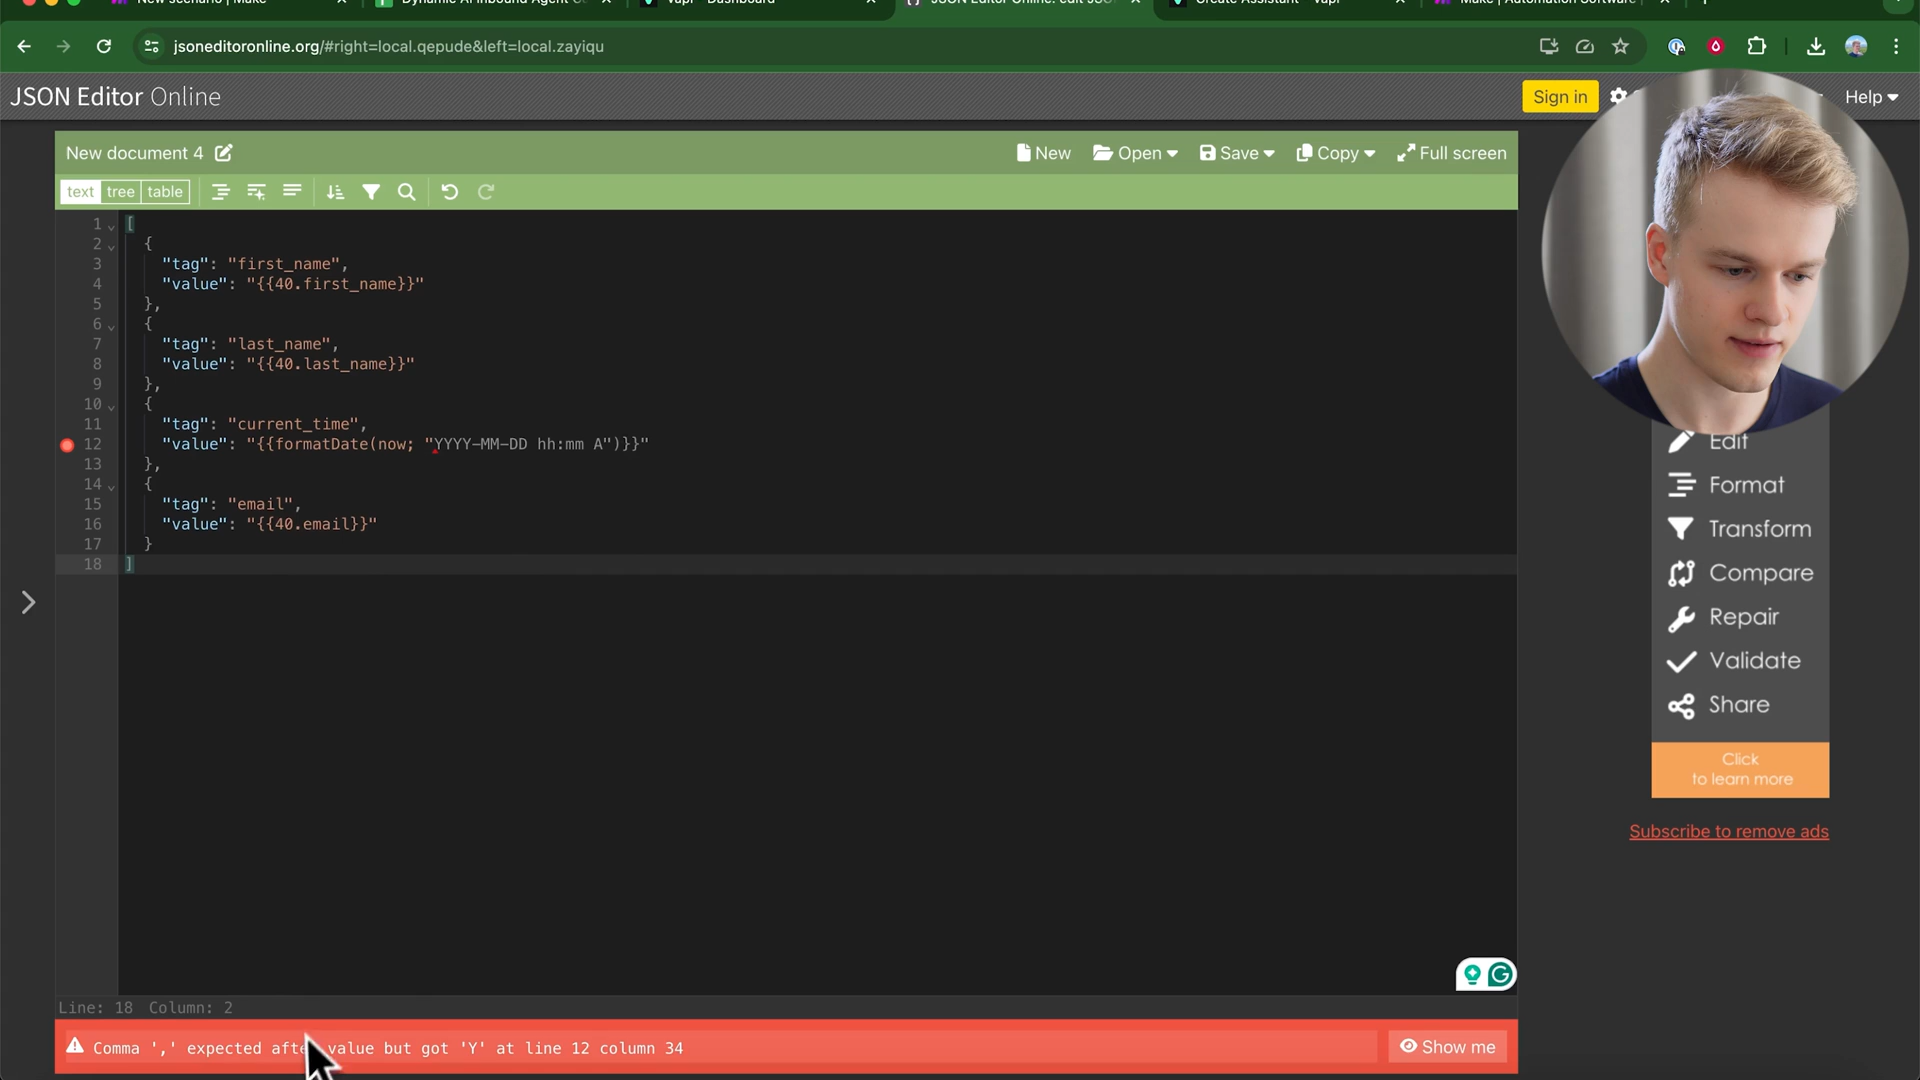 New scenario | Make
Dynamic AI Inbound Agent
Vapi - Dashboard
JSON Editor Online: edit JSO
Create Assistant - Vapi
Make | Automation Software
jsoneditoronline.org/#right=local.qepude&left=local.zayiqu
JSON Editor Online
Sign in
Help
New document 4
New
Open
Save
Copy
Full screen
text
tree
table
1 [
2 {
3 "tag": "first_name",
4 "value": "{{40.first_name}}"
5 },
6 {
7 "tag": "last_name",
8 "value": "{{40.last_name}}"
9 },
10 {
11 "tag": "current_time",
12 "value": "{{formatDate(now; "YYYY-MM-DD hh:mm A")}}"
13 },
14 {
15 "tag": "email",
16 "value": "{{40.email}}"
17 }
18 ]
Edit
Format
Transform
Compare
Repair
Validate
Share
Click
to learn more
Subscribe to remove ads
Line: 18 Column: 2
Comma ',' expected after value but got 'Y' at line 12 column 34
Show me